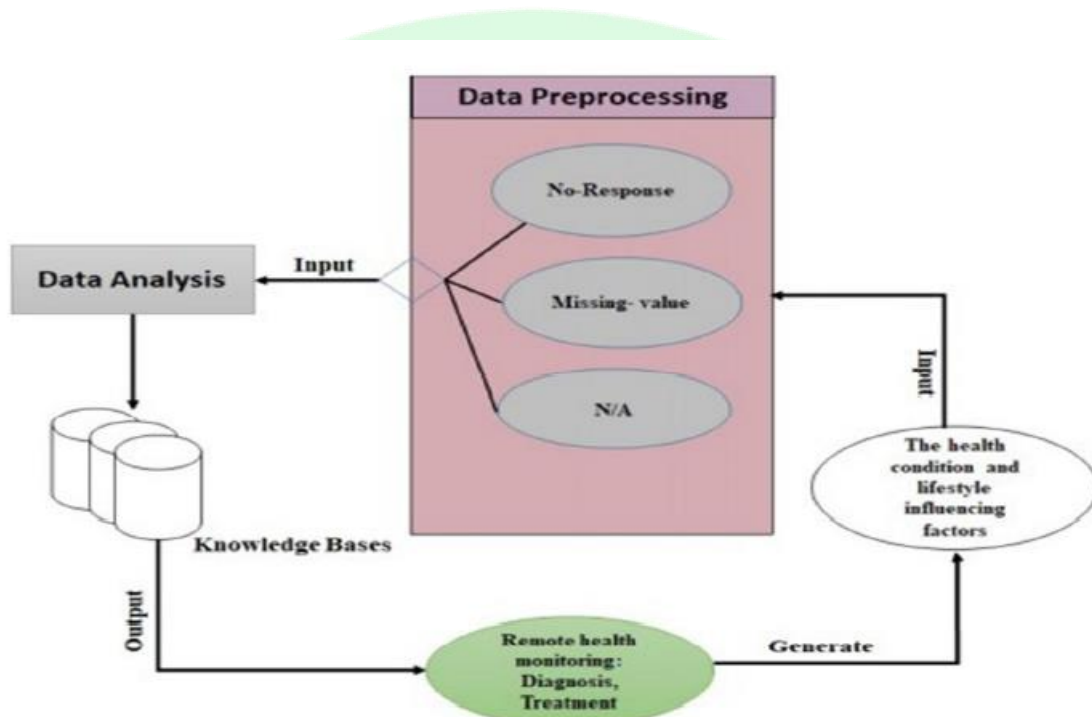 Data Preprocessing
No-Response
Input
Data Analysis
Missing- value
Input
N/A
The health
condition and
lifestyle
influencing
factors
Knowledge Bases
Output
Remote health
monitoring:
Diagnosis,
Treatment
Generate